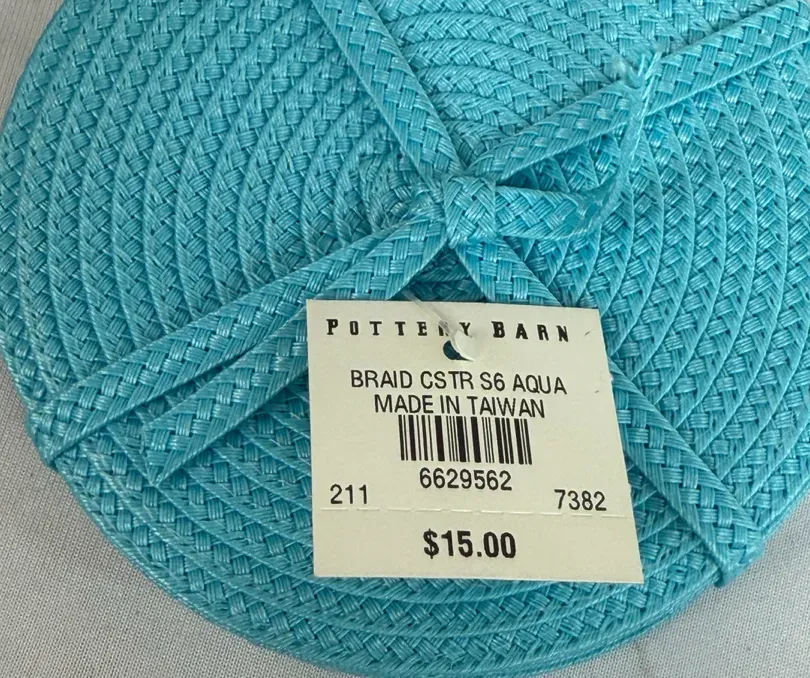 POTTERY BARN
BRAID CSTR S6 AQUA
MADE IN TAIWAN
6629562
211 7382
$15.00